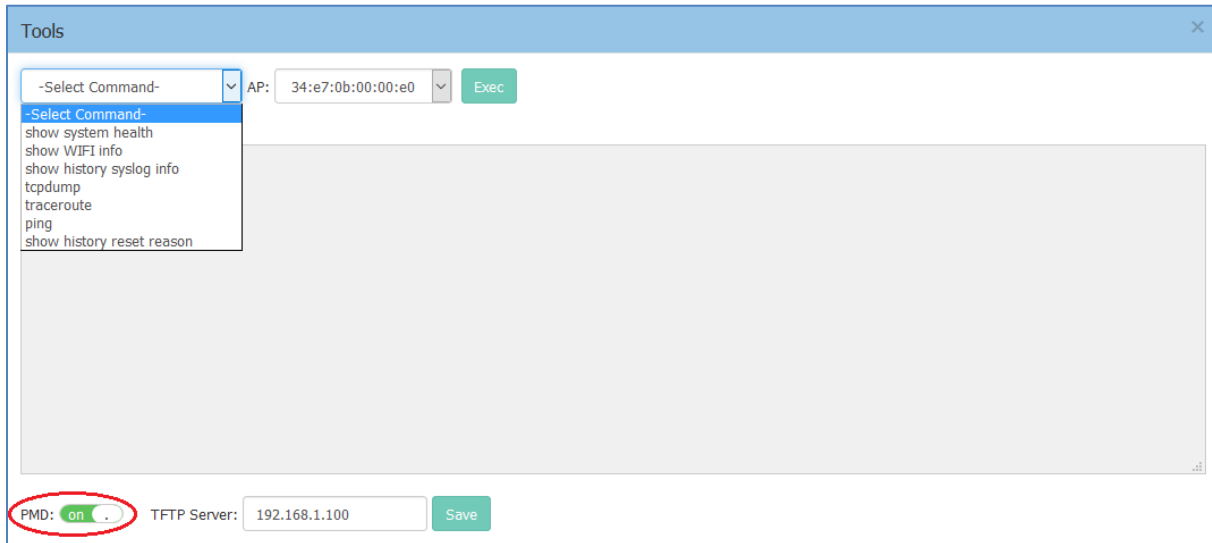 Tools
×
-Select Command- AP: 34:e7:0b:00:00:e0 Exec
-Select Command-
show system health
show WIFI info
show history syslog info
tcpdump
traceroute
ping
show history reset reason
PMD: on . TFTP Server: 192.168.1.100 Save